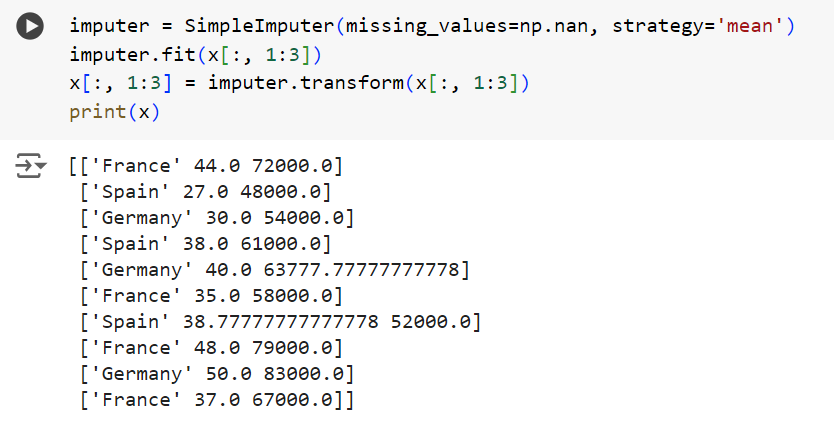 imputer = SimpleImputer(missing_values=np.nan, strategy='mean')
imputer.fit(x[:, 1:3])
x[:, 1:3] = imputer.transform(x[:, 1:3])
print(x)
[['France' 44.0 72000.0]
 ['Spain' 27.0 48000.0]
 ['Germany' 30.0 54000.0]
 ['Spain' 38.0 61000.0]
 ['Germany' 40.0 63777.77777777778]
 ['France' 35.0 58000.0]
 ['Spain' 38.77777777777778 52000.0]
 ['France' 48.0 79000.0]
 ['Germany' 50.0 83000.0]
 ['France' 37.0 67000.0]]